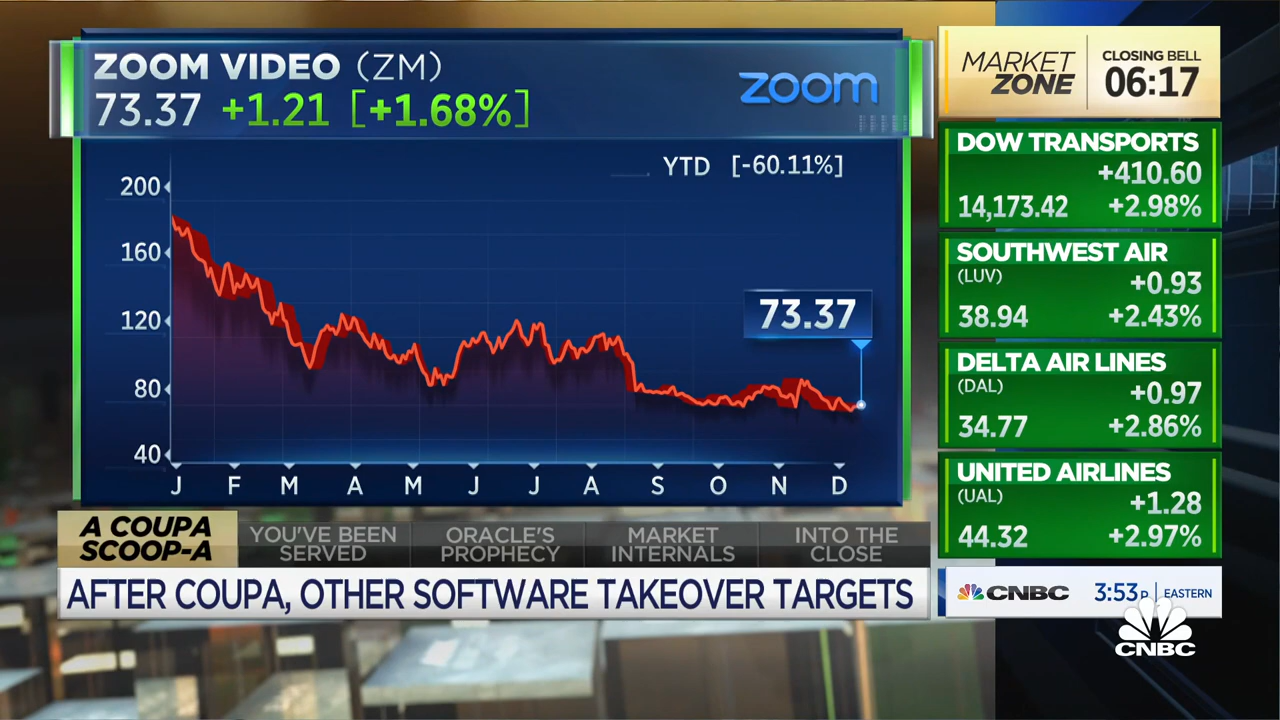 ZOOM VIDEO (ZM)
73.37 +1.21 [+1.68%]
zoom
YTD [-60.11%]
200
160
120
80
40
73.37
J F M A M J J A S O N D
A COUPA
SCOOP-A
YOU'VE BEEN
SERVED
ORACLE'S
PROPHECY
MARKET
INTERNALS
INTO THE
CLOSE
AFTER COUPA, OTHER SOFTWARE TAKEOVER TARGETS
MARKET
ZONE
CLOSING BELL
06:17
DOW TRANSPORTS
+410.60
14,173.42 +2.98%
SOUTHWEST AIR
(LUV) +0.93
38.94 +2.43%
DELTA AIR LINES
(DAL) +0.97
34.77 +2.86%
UNITED AIRLINES
(UAL) +1.28
44.32 +2.97%
CNBC 3:53P EASTERN
CNBC